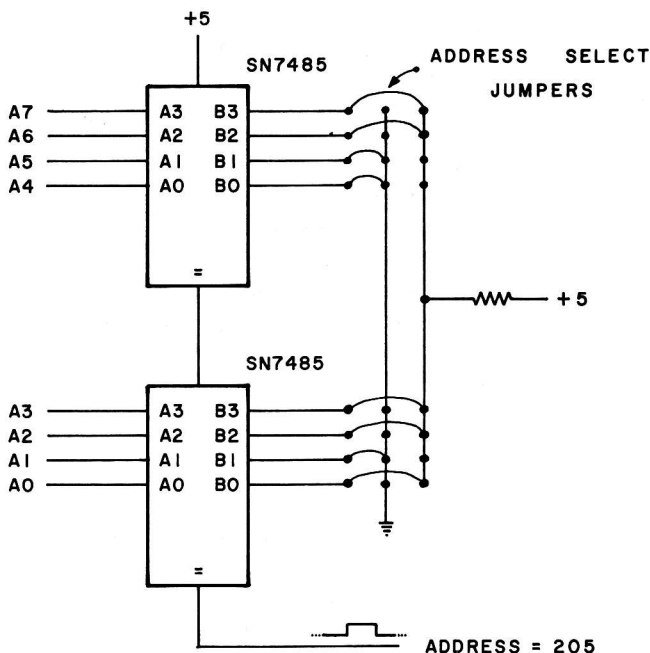 +5
SN7485
ADDRESS SELECT
JUMPERS
A7 A3 B3
A6 A2 B2
A5 A1 B1
A4 A0 B0
=
+5
SN7485
A3 A3 B3
A2 A2 B2
A1 A1 B1
A0 A0 B0
=
ADDRESS = 205